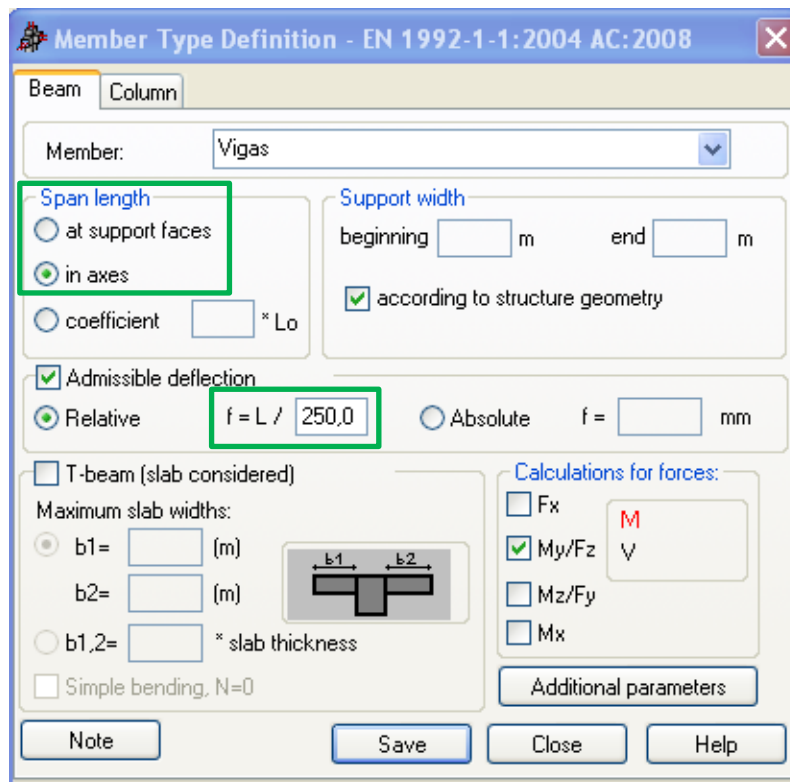 Member Type Definition - EN 1992-1-1:2004 AC:2008
Beam Column
Member: Vigas
Span length
at support faces
in axes
coefficient * Lo
Support width
beginning m end m
according to structure geometry
Admissible deflection
Relative f = L / 250,0 Absolute f = mm
T-beam (slab considered)
Maximum slab widths:
b1= (m)
b2= (m)
b1 b2
b1,2= * slab thickness
Simple bending, N=0
Calculations for forces:
Fx
My/Fz
Mz/Fy
Mx
M
V
Additional parameters
Note Save Close Help